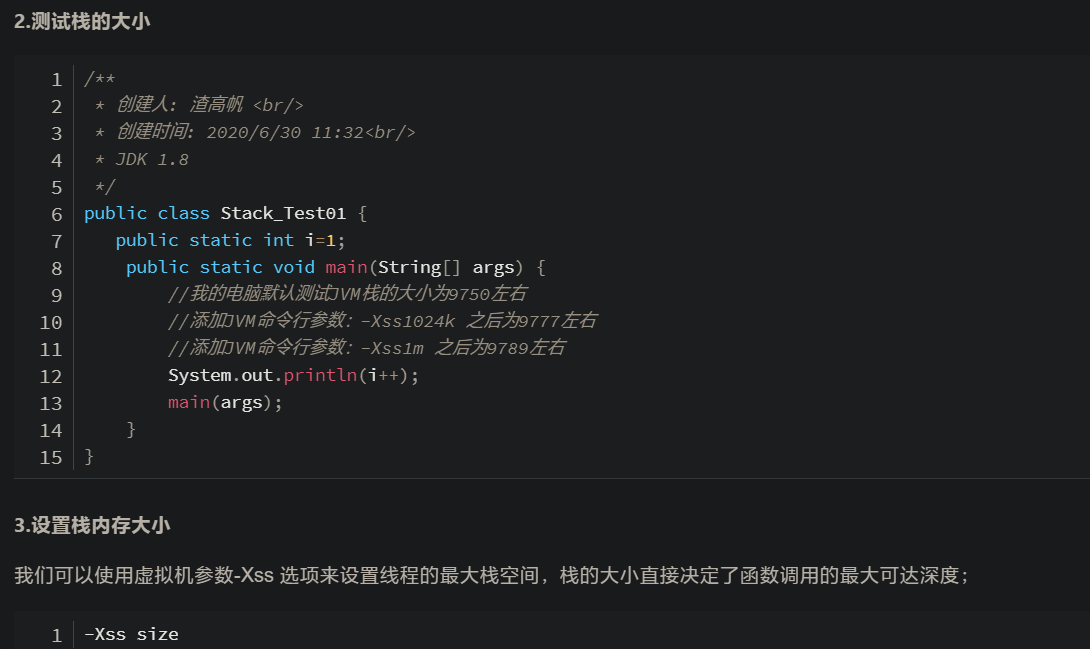 2.测试栈的大小
1 /**
2  * 创建人: 渣高帆 <br/>
3  * 创建时间: 2020/6/30 11:32<br/>
4  * JDK 1.8
5  */
6 public class Stack_Test01 {
7    public static int i=1;
8     public static void main(String[] args) {
9         //我的电脑默认测试JVM栈的大小为9750左右
10         //添加JVM命令行参数: -Xss1024k 之后为9777左右
11         //添加JVM命令行参数: -Xss1m 之后为9789左右
12         System.out.println(i++);
13         main(args);
14     }
15 }
3.设置栈内存大小
我们可以使用虚拟机参数-Xss 选项来设置线程的最大栈空间，栈的大小直接决定了函数调用的最大可达深度；
1 -Xss size